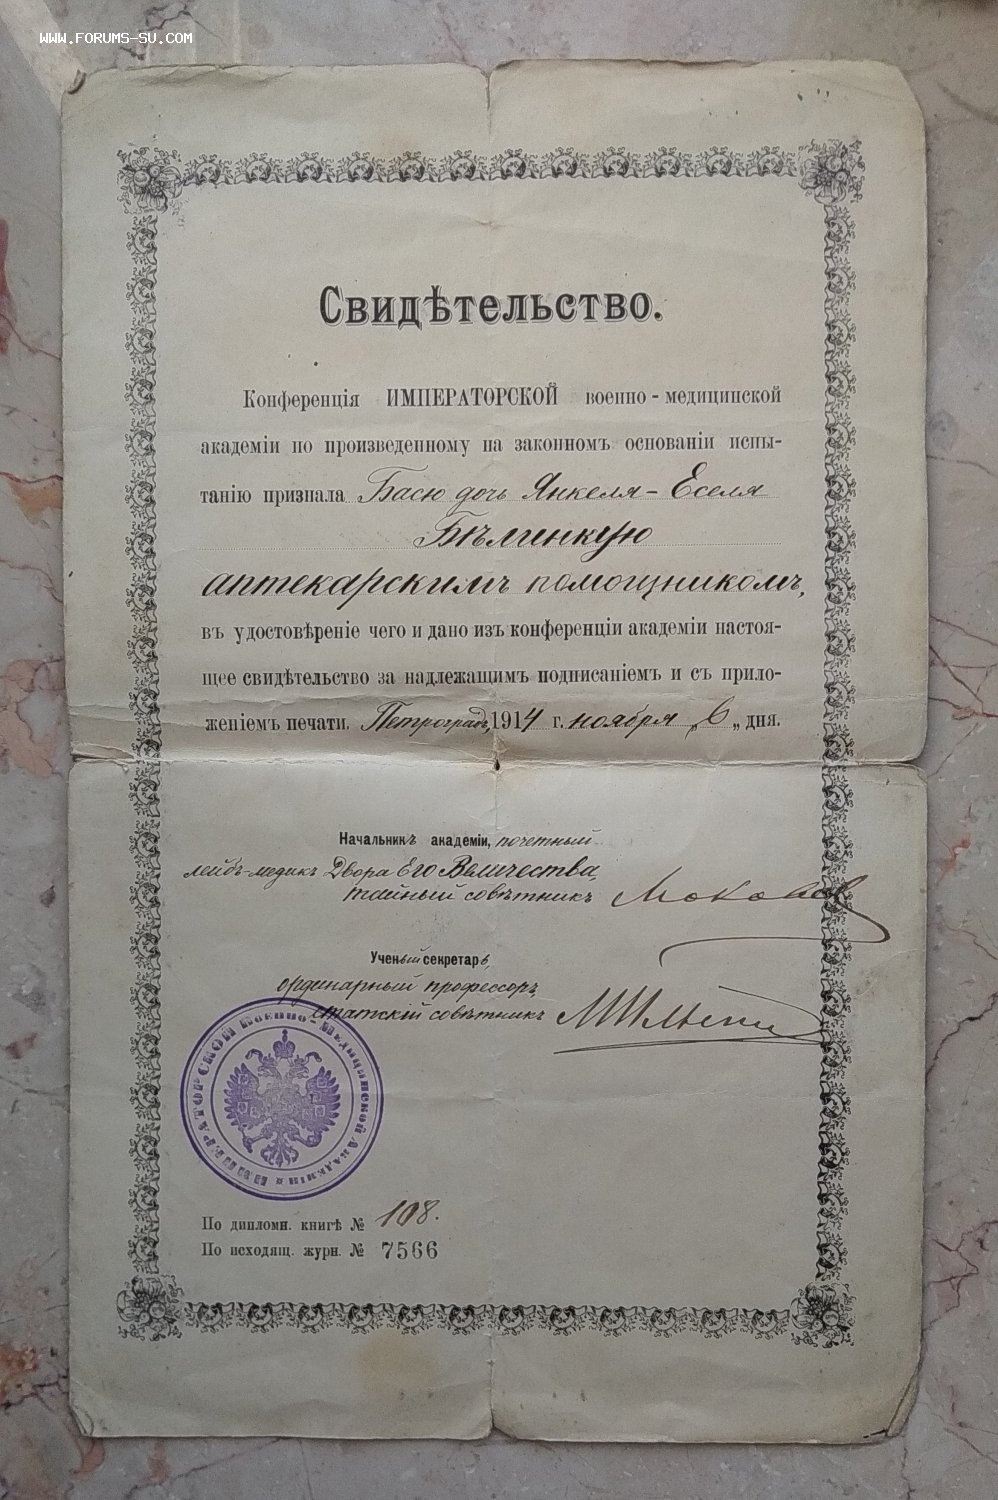 WWW.FORUMS-SU.COM
Свидѣтельство.
Конференція ИМПЕРАТОРСКОЙ военно-медицинской
академіи по произведенному на законномъ основаніи испы-
танію признала Басю дочь Янкеля-Еселя
Бѣлинкую
аптекарскимъ помощникомъ,
въ удостовѣреніе чего и дано изъ конференціи академіи настоя-
щее свидѣтельство за надлежащимъ подписаніемъ и съ прило-
женіемъ печати. Петроградъ, 1914 г. ноября „6„ дня.
Начальникъ академіи, почетный
лейбъ-медикъ Двора Его Величества,
тайный совѣтникъ
Ученый секретарь,
ординарный профессоръ,
статскій совѣтникъ
ИМПЕРАТОРСКОЙ Военно-Медицинской Академіи
По дипломн. книгѣ № 108.
По исходящ. журн. № 7566